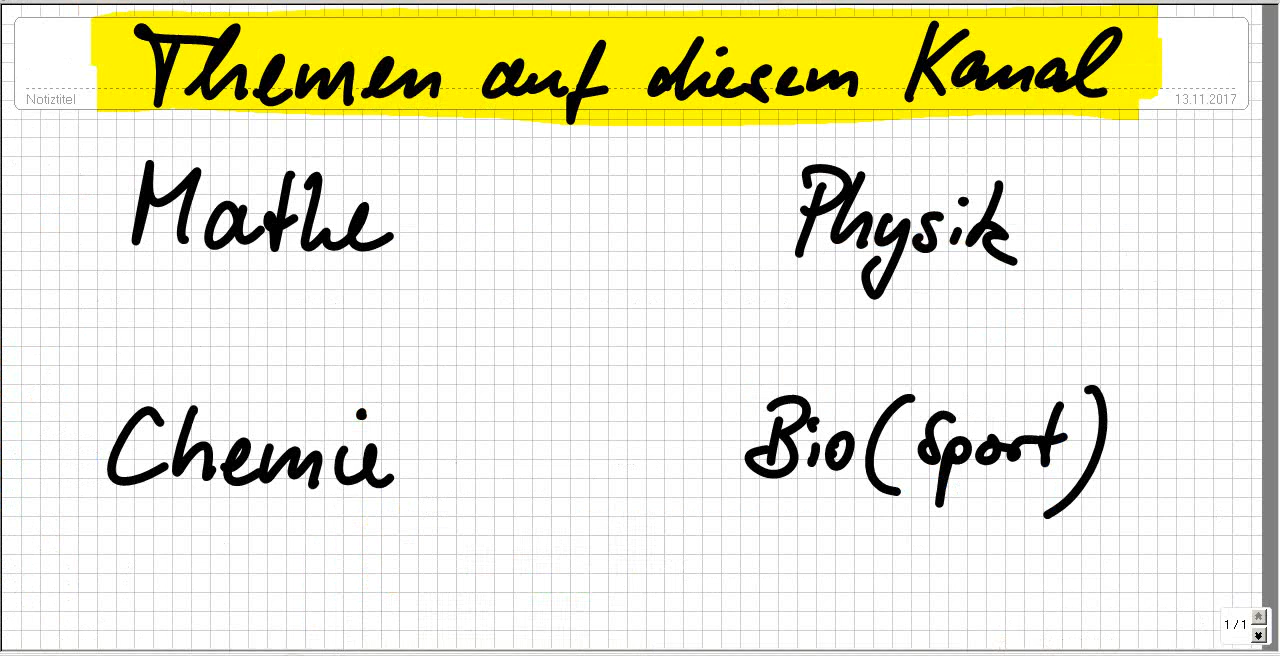 Themen auf diesem Kanal
Notiztitel 13.11.2017
Mathe Physik
Chemie Bio (Sport)
1/1